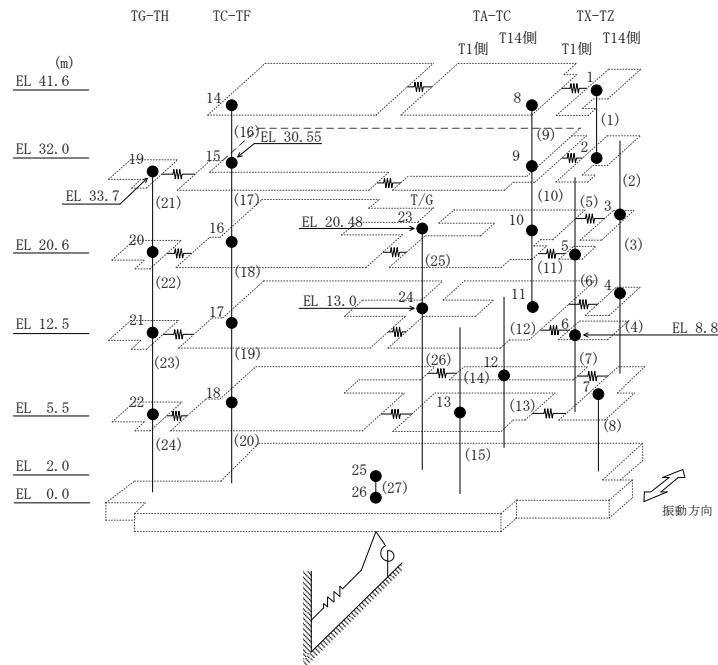 TG-TH TC-TF TA-TC TX-TZ
T1側 T14側 T1側 T14側
(m)
EL 41.6
14 8 1
(16) (9) (1)
EL 30.55
EL 32.0
19 15 9 2
EL 33.7
(21) (17) (10) (2)
T/G
EL 20.48
23 (5) 3
16 10
EL 20.6
20 5 (3)
(22) (18) (25) (11)
EL 13.0
24 11 (6) 4
EL 12.5
21 17 (12) 6 (4)
EL 8.8
(23) (19) (26) 12 (7)
(14)
EL 5.5
22 18 13 (13) 7
(24) (20) (15) (8)
EL 2.0
25
EL 0.0
26 (27)
振動方向